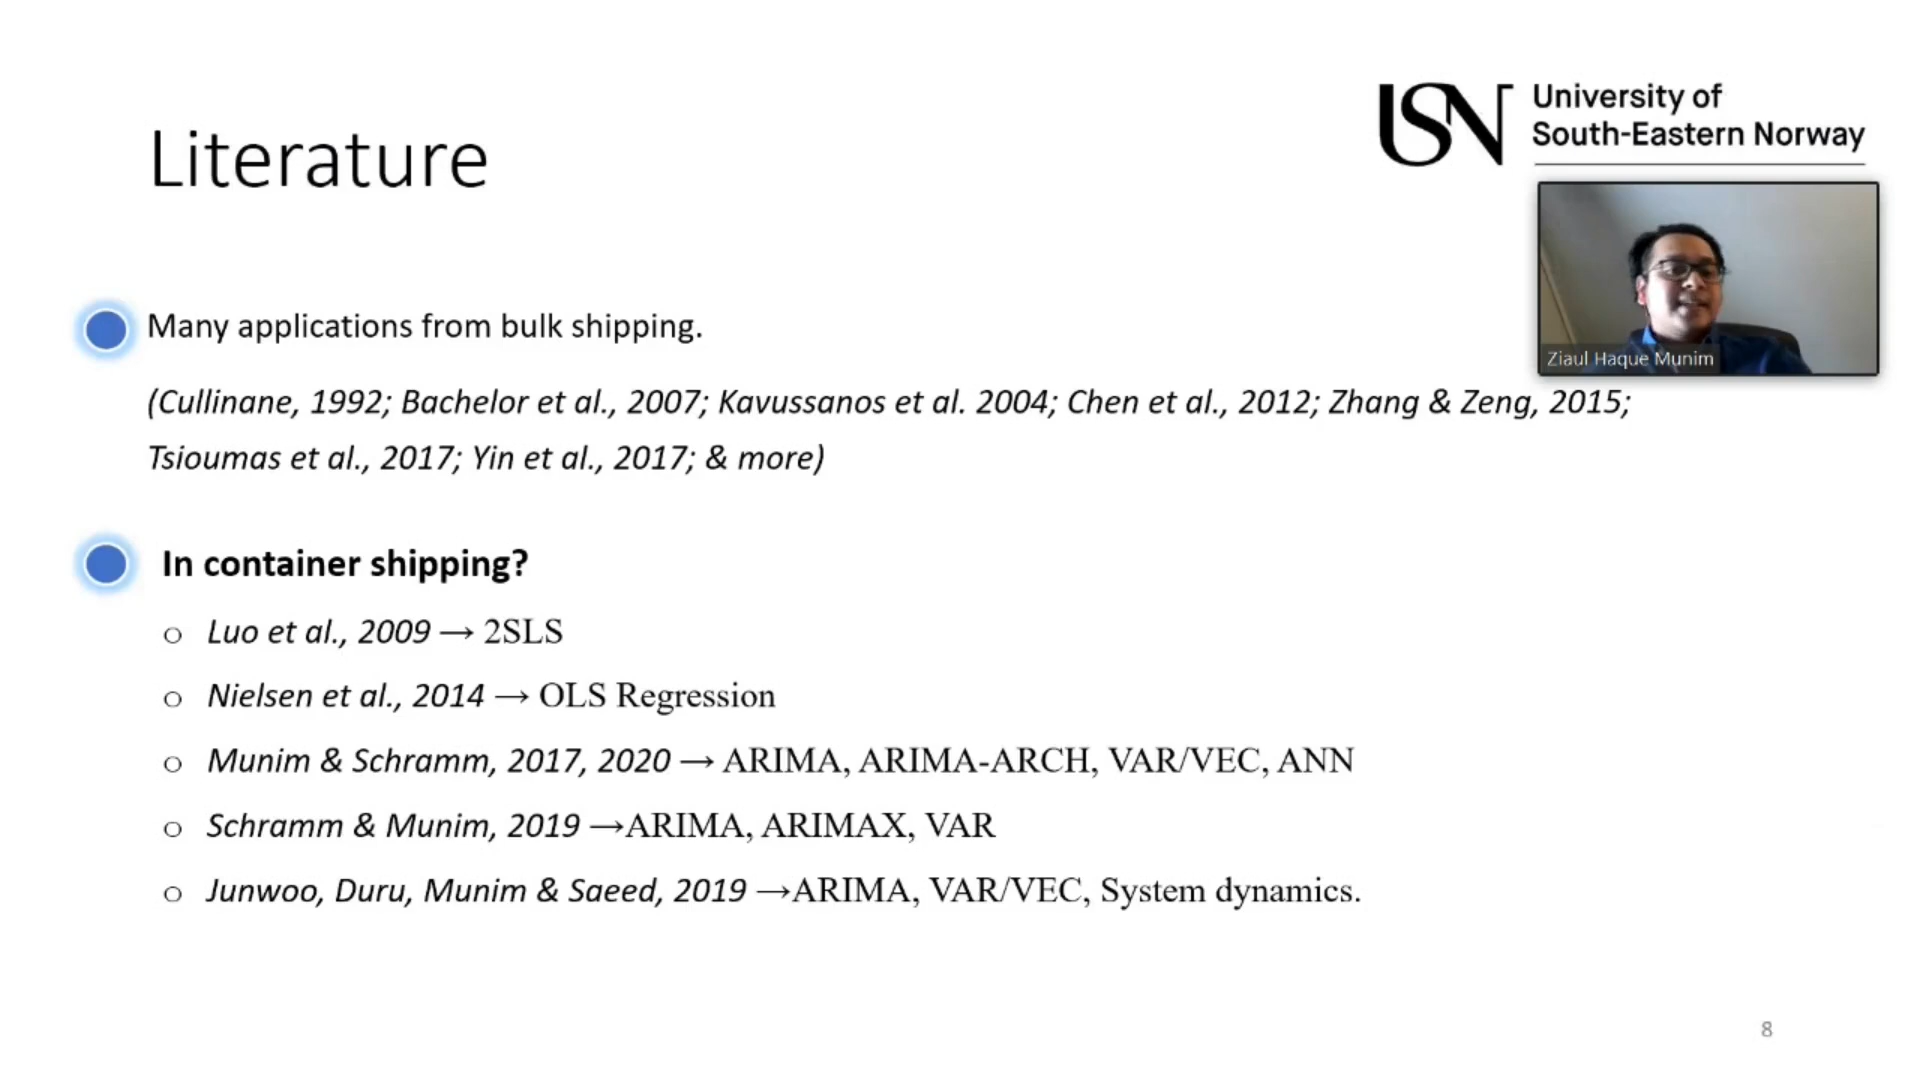 USN University of
South-Eastern Norway
Literature
Ziaul Haque Munim
Many applications from bulk shipping.
(Cullinane, 1992; Bachelor et al., 2007; Kavussanos et al. 2004; Chen et al., 2012; Zhang & Zeng, 2015;
Tsioumas et al., 2017; Yin et al., 2017; & more)
In container shipping?
o Luo et al., 2009 → 2SLS
o Nielsen et al., 2014 → OLS Regression
o Munim & Schramm, 2017, 2020 → ARIMA, ARIMA-ARCH, VAR/VEC, ANN
o Schramm & Munim, 2019 →ARIMA, ARIMAX, VAR
o Junwoo, Duru, Munim & Saeed, 2019 →ARIMA, VAR/VEC, System dynamics.
8